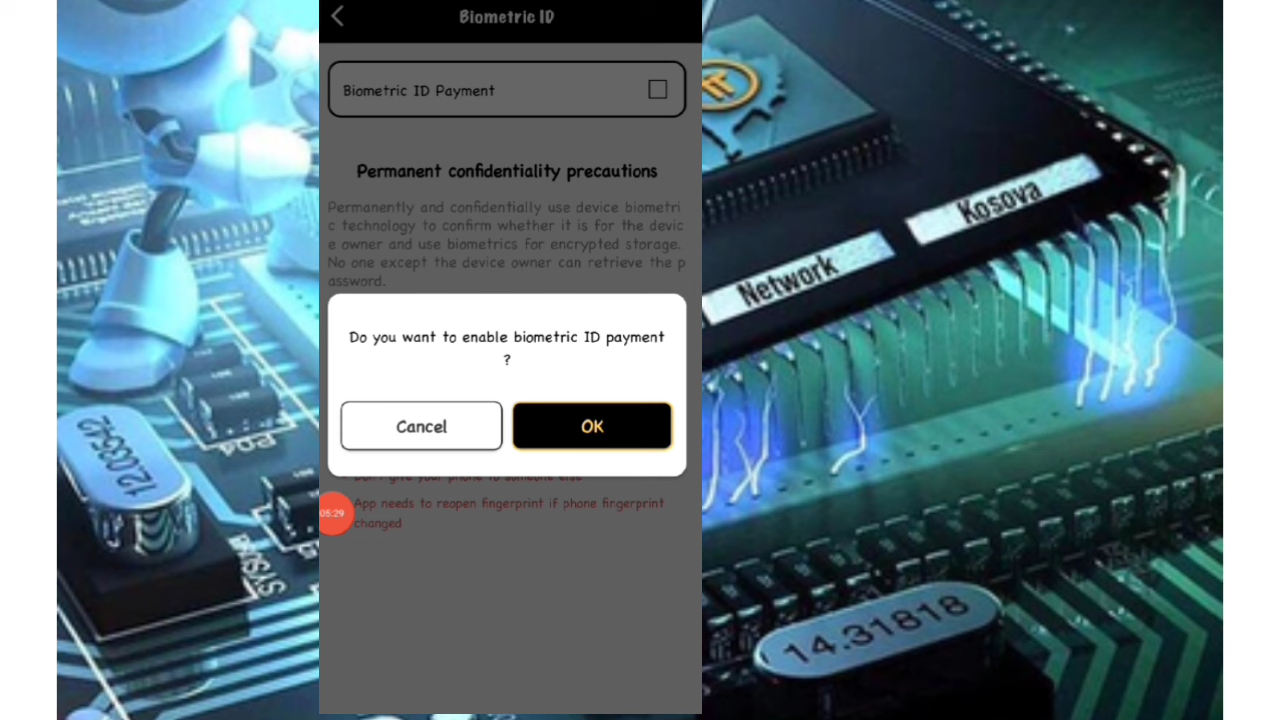 Biometric ID
Biometric ID Payment
Permanent confidentiality precautions
Permanently and confidentially use device biometri
c technology to confirm whether it is for the devic
e owner and use biometrics for encrypted storage.
No one except the device owner can retrieve the p
assword.
Do you want to enable biometric ID payment
?
Cancel
OK
Don't give your phone to someone else
App needs to reopen fingerprint if phone fingerprint
changed
05:29
Kosova
Network
12.03542
14.31818